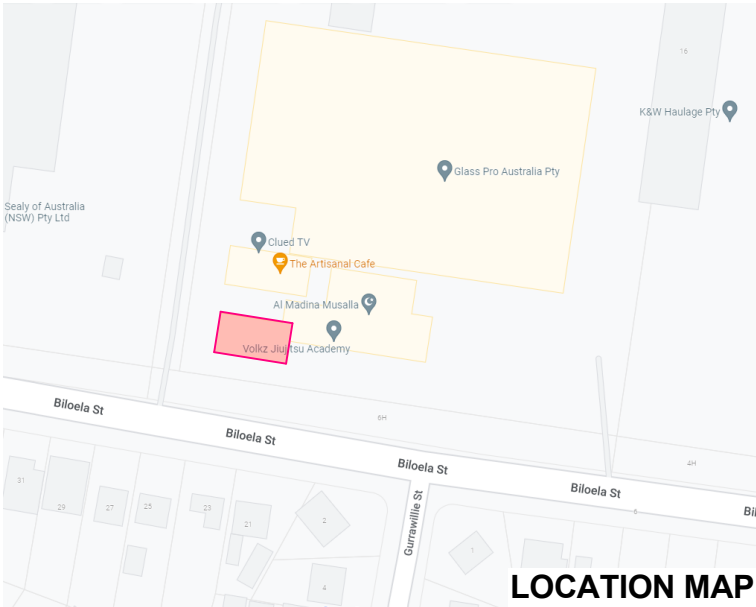 16
K&W Haulage Pty
Glass Pro Australia Pty
Sealy of Australia
(NSW) Pty Ltd
Clued TV
The Artisanal Cafe
Al Madina Musalla
Volkz Jiujitsu Academy
Biloela St
6H
Biloela St
Biloela St
4H
Biloela St
Bil
31
29
27
25
23
21
2
Gurrawillie St
1
4
LOCATION MAP